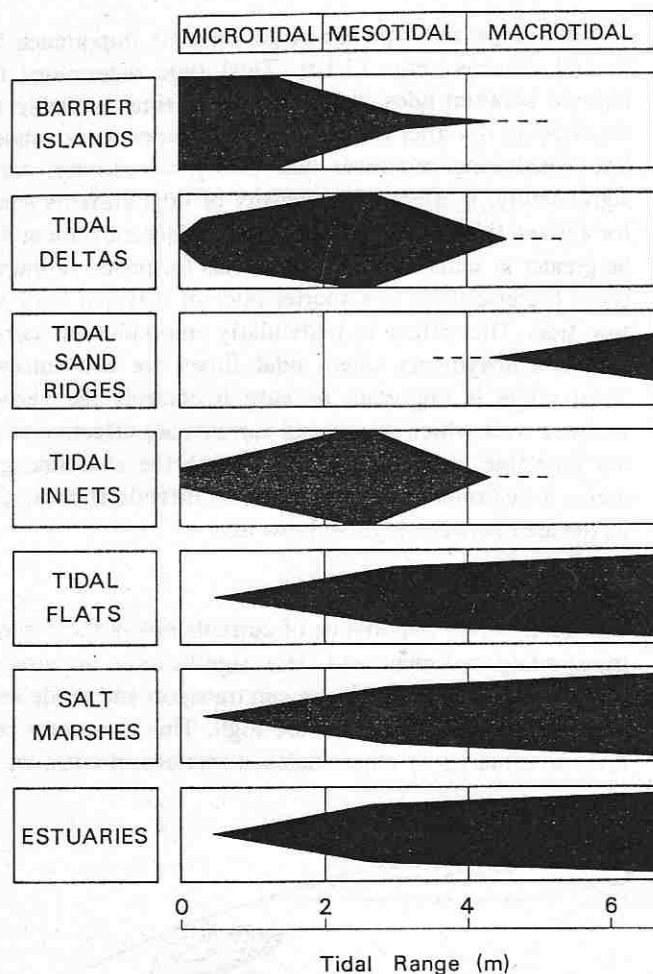 MICROTIDAL MESOTIDAL MACROTIDAL
BARRIER
ISLANDS
TIDAL
DELTAS
TIDAL
SAND
RIDGES
TIDAL
INLETS
TIDAL
FLATS
SALT
MARSHES
ESTUARIES
0 2 4 6
Tidal Range (m)